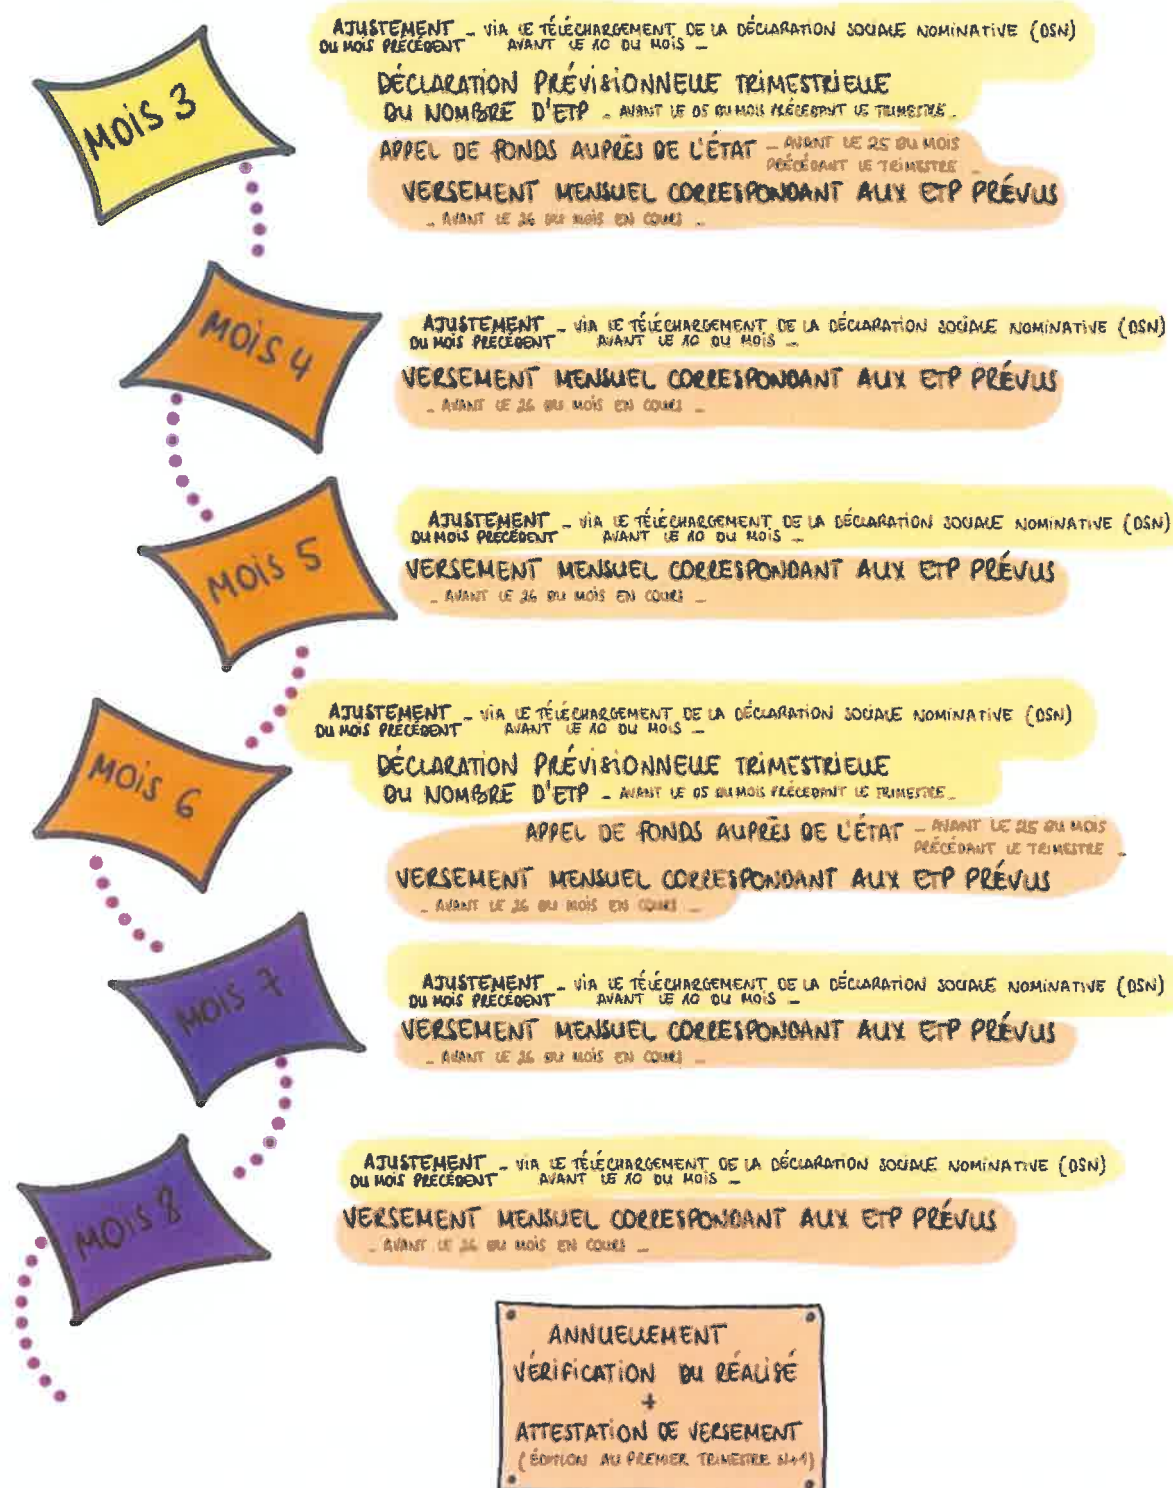 MOIS 3
AJUSTEMENT _ VIA LE TÉLÉCHARGEMENT DE LA DÉCLARATION SOCIALE NOMINATIVE (DSN)
DU MOIS PRÉCÉDENT AVANT LE 10 DU MOIS _
DÉCLARATION PRÉVISIONNELLE TRIMESTRIELLE
DU NOMBRE D'ETP _ AVANT LE 05 DU MOIS PRÉCÉDANT LE TRIMESTRE _
APPEL DE FONDS AUPRÈS DE L'ÉTAT _ AVANT LE 25 DU MOIS
PRÉCÉDANT LE TRIMESTRE _
VERSEMENT MENSUEL CORRESPONDANT AUX ETP PRÉVUS
_ AVANT LE 26 DU MOIS EN COURS _
MOIS 4
AJUSTEMENT _ VIA LE TÉLÉCHARGEMENT DE LA DÉCLARATION SOCIALE NOMINATIVE (DSN)
DU MOIS PRÉCÉDENT AVANT LE 10 DU MOIS _
VERSEMENT MENSUEL CORRESPONDANT AUX ETP PRÉVUS
_ AVANT LE 26 DU MOIS EN COURS _
MOIS 5
AJUSTEMENT _ VIA LE TÉLÉCHARGEMENT DE LA DÉCLARATION SOCIALE NOMINATIVE (DSN)
DU MOIS PRÉCÉDENT AVANT LE 10 DU MOIS _
VERSEMENT MENSUEL CORRESPONDANT AUX ETP PRÉVUS
_ AVANT LE 26 DU MOIS EN COURS _
MOIS 6
AJUSTEMENT _ VIA LE TÉLÉCHARGEMENT DE LA DÉCLARATION SOCIALE NOMINATIVE (DSN)
DU MOIS PRÉCÉDENT AVANT LE 10 DU MOIS _
DÉCLARATION PRÉVISIONNELLE TRIMESTRIELLE
DU NOMBRE D'ETP _ AVANT LE 05 DU MOIS PRÉCÉDANT LE TRIMESTRE _
APPEL DE FONDS AUPRÈS DE L'ÉTAT _ AVANT LE 25 DU MOIS
PRÉCÉDANT LE TRIMESTRE _
VERSEMENT MENSUEL CORRESPONDANT AUX ETP PRÉVUS
_ AVANT LE 26 DU MOIS EN COURS _
MOIS 7
AJUSTEMENT _ VIA LE TÉLÉCHARGEMENT DE LA DÉCLARATION SOCIALE NOMINATIVE (DSN)
DU MOIS PRÉCÉDENT AVANT LE 10 DU MOIS _
VERSEMENT MENSUEL CORRESPONDANT AUX ETP PRÉVUS
_ AVANT LE 26 DU MOIS EN COURS _
MOIS 8
AJUSTEMENT _ VIA LE TÉLÉCHARGEMENT DE LA DÉCLARATION SOCIALE NOMINATIVE (DSN)
DU MOIS PRÉCÉDENT AVANT LE 10 DU MOIS _
VERSEMENT MENSUEL CORRESPONDANT AUX ETP PRÉVUS
_ AVANT LE 26 DU MOIS EN COURS _
ANNUELLEMENT
VÉRIFICATION DU RÉALISÉ
+
ATTESTATION DE VERSEMENT
(ÉDITION AU PREMIER TRIMESTRE N+1)